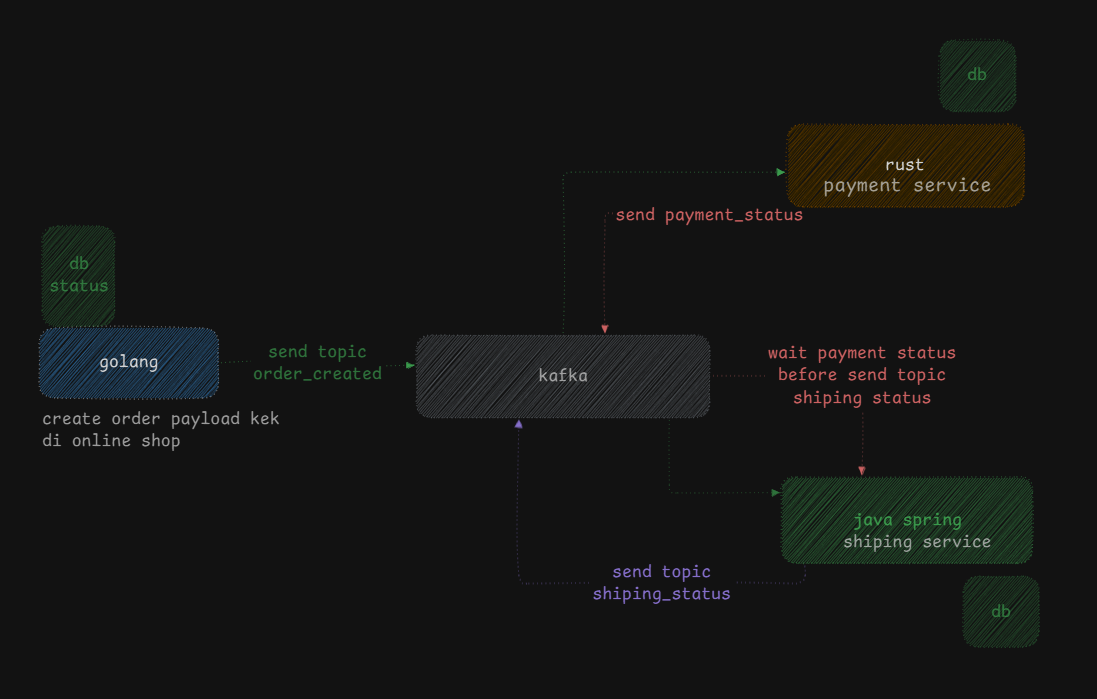 db
rust
payment service
send payment_status
db
status
golang
send topic
order_created
kafka
wait payment status
before send topic
shiping status
create order payload kek
di online shop
java spring
shiping service
send topic
shiping_status
db